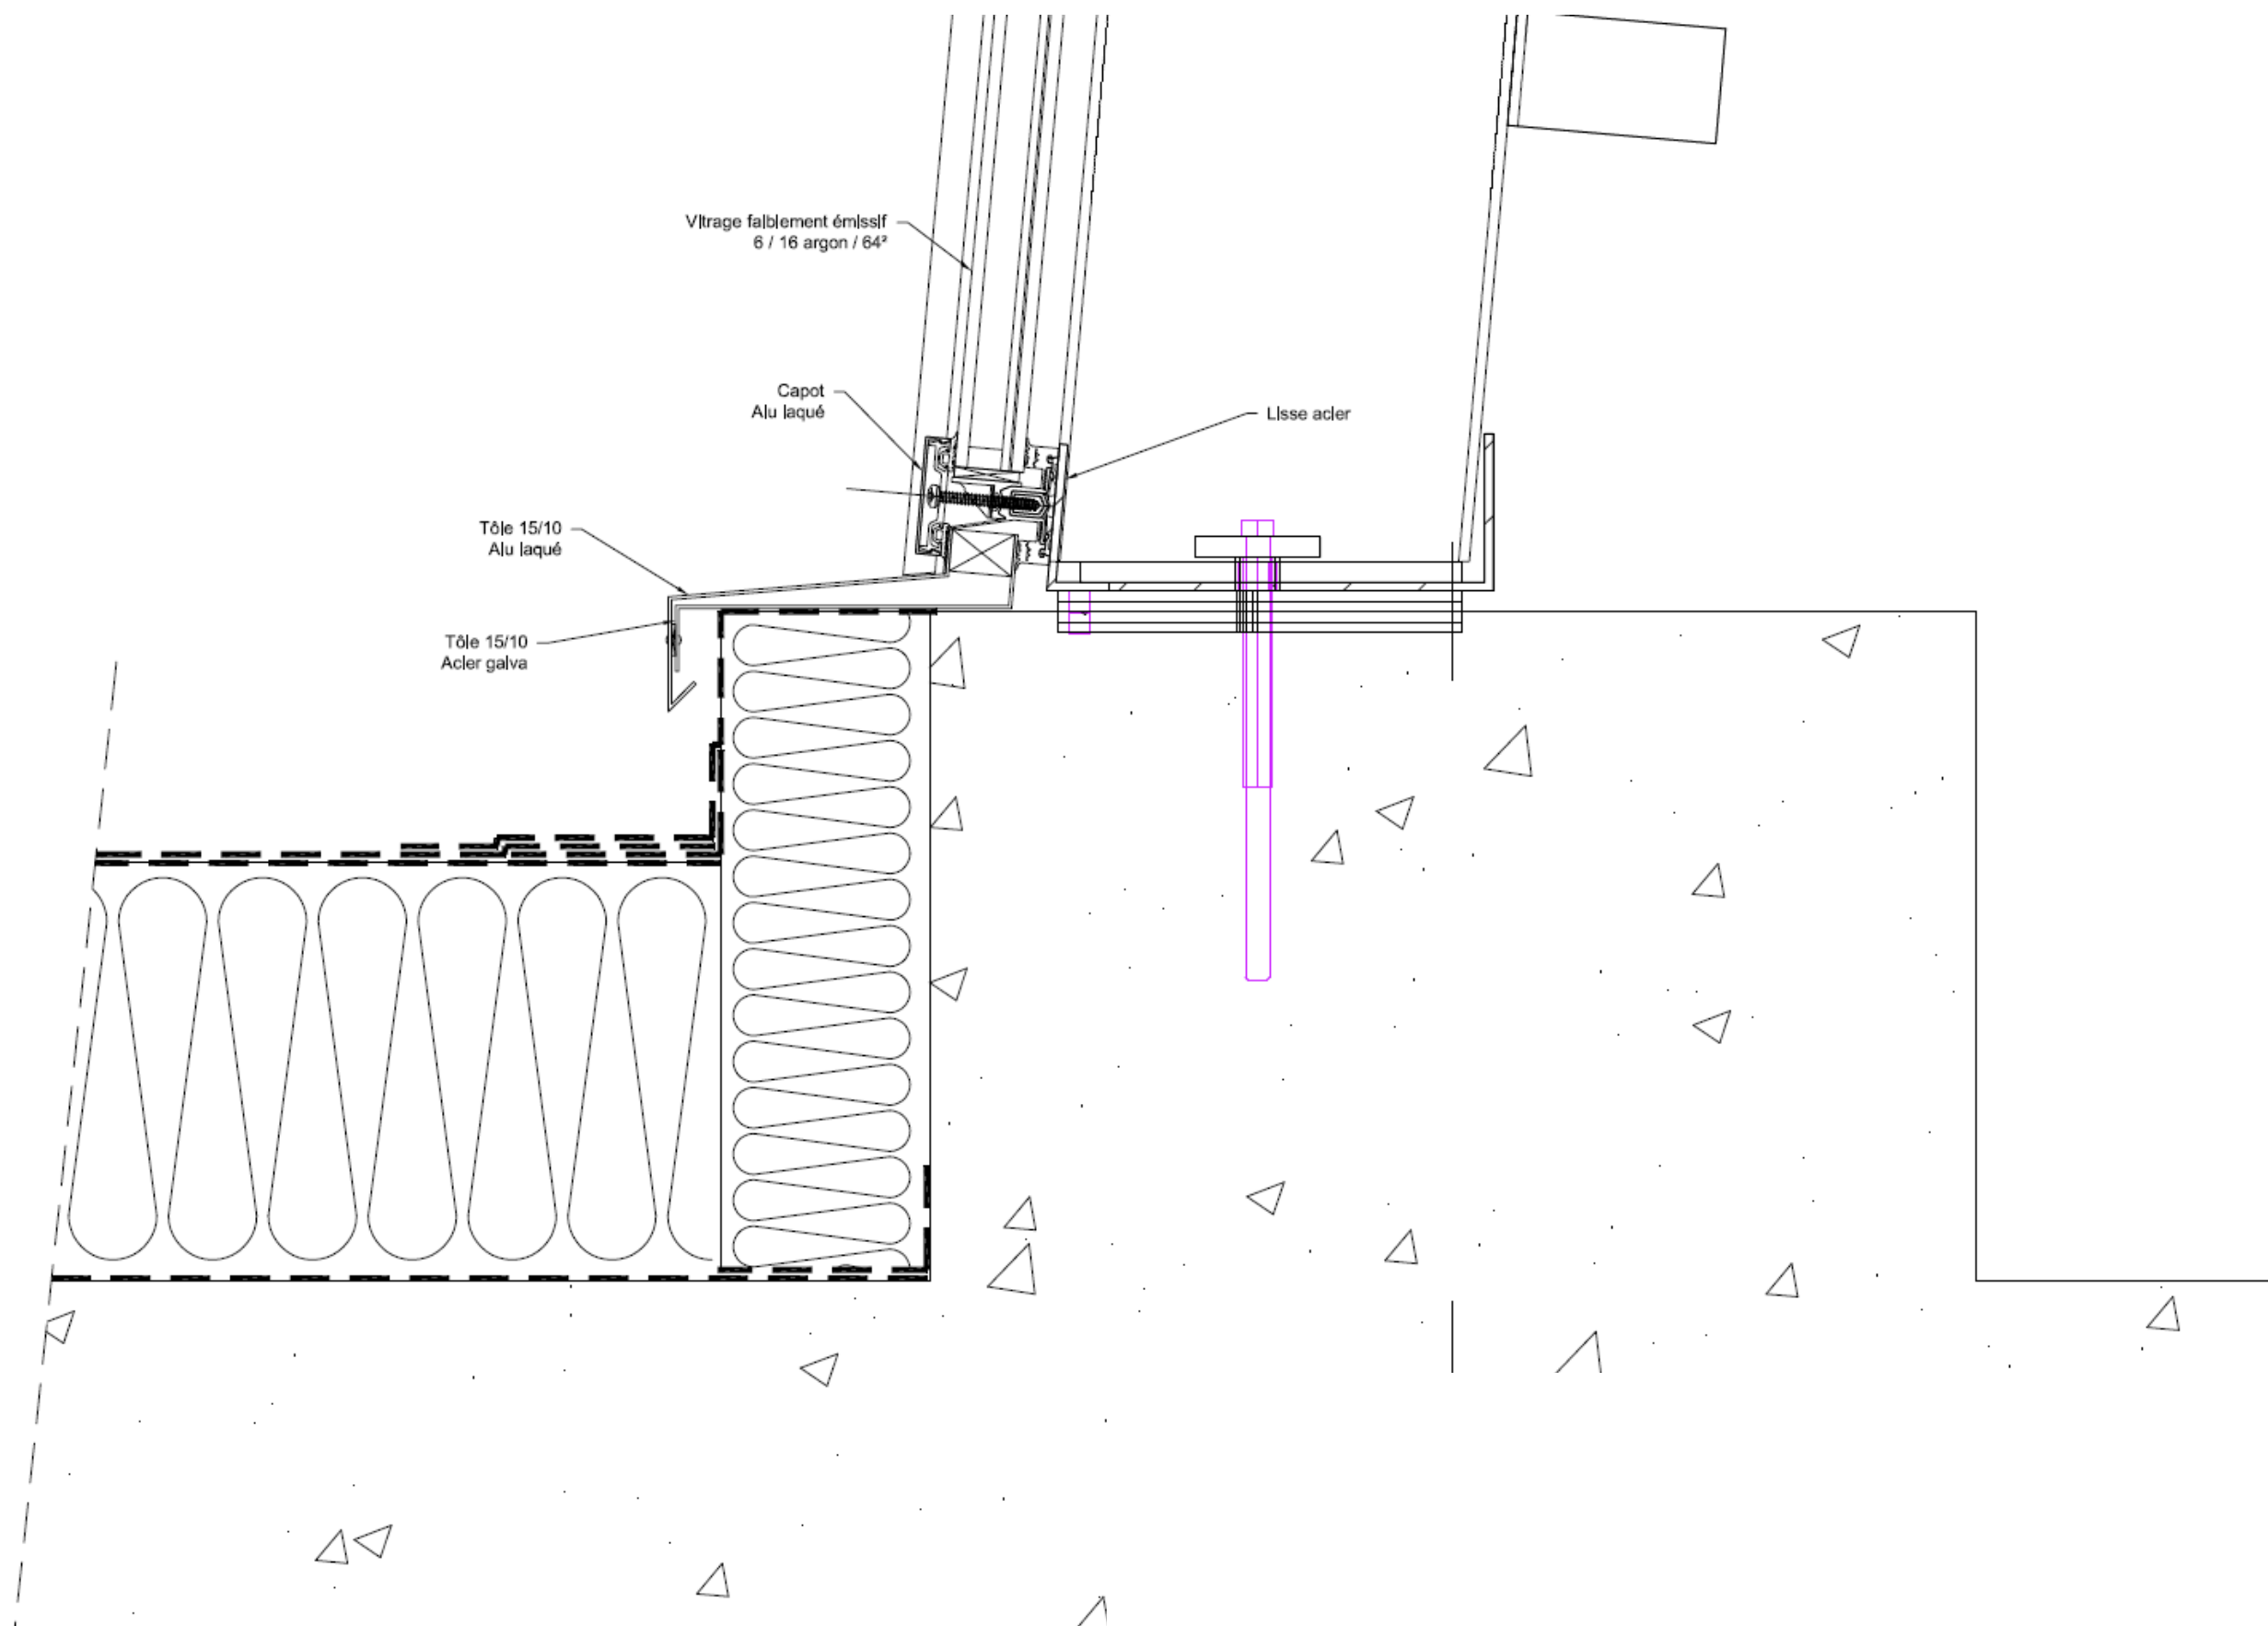 Vitrage faiblement émissif
6 / 16 argon / 64²
Capot
Alu laqué
Lisse acier
Tôle 15/10
Alu laqué
Tôle 15/10
Acier galva